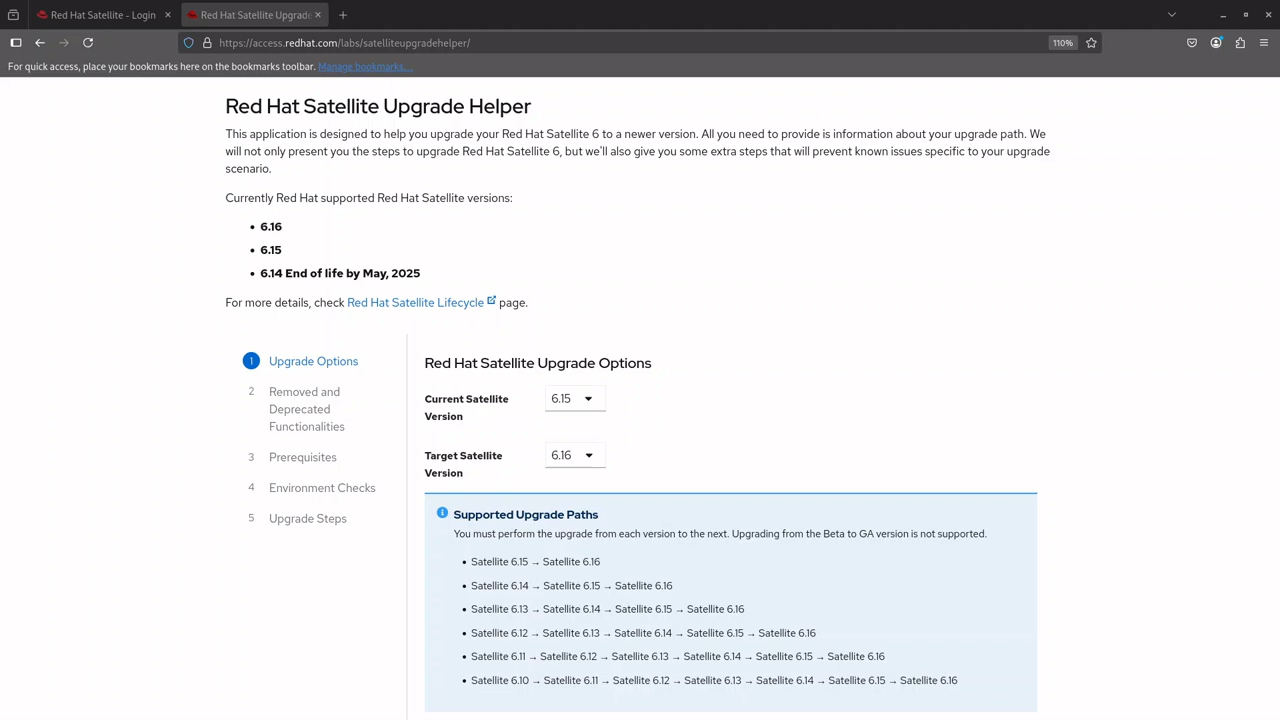 Red Hat Satellite - Login
Red Hat Satellite Upgrade
https://access.redhat.com/labs/satelliteupgradehelper/
110%
For quick access, place your bookmarks here on the bookmarks toolbar. Manage bookmarks...
Red Hat Satellite Upgrade Helper
This application is designed to help you upgrade your Red Hat Satellite 6 to a newer version. All you need to provide is information about your upgrade path. We
will not only present you the steps to upgrade Red Hat Satellite 6, but we'll also give you some extra steps that will prevent known issues specific to your upgrade
scenario.
Currently Red Hat supported Red Hat Satellite versions:
• 6.16
• 6.15
• 6.14 End of life by May, 2025
For more details, check Red Hat Satellite Lifecycle page.
1 Upgrade Options
2 Removed and
Deprecated
Functionalities
3 Prerequisites
4 Environment Checks
5 Upgrade Steps
Red Hat Satellite Upgrade Options
Current Satellite 6.15
Version
Target Satellite 6.16
Version
Supported Upgrade Paths
You must perform the upgrade from each version to the next. Upgrading from the Beta to GA version is not supported.
• Satellite 6.15 → Satellite 6.16
• Satellite 6.14 → Satellite 6.15 → Satellite 6.16
• Satellite 6.13 → Satellite 6.14 → Satellite 6.15 → Satellite 6.16
• Satellite 6.12 → Satellite 6.13 → Satellite 6.14 → Satellite 6.15 → Satellite 6.16
• Satellite 6.11 → Satellite 6.12 → Satellite 6.13 → Satellite 6.14 → Satellite 6.15 → Satellite 6.16
• Satellite 6.10 → Satellite 6.11 → Satellite 6.12 → Satellite 6.13 → Satellite 6.14 → Satellite 6.15 → Satellite 6.16